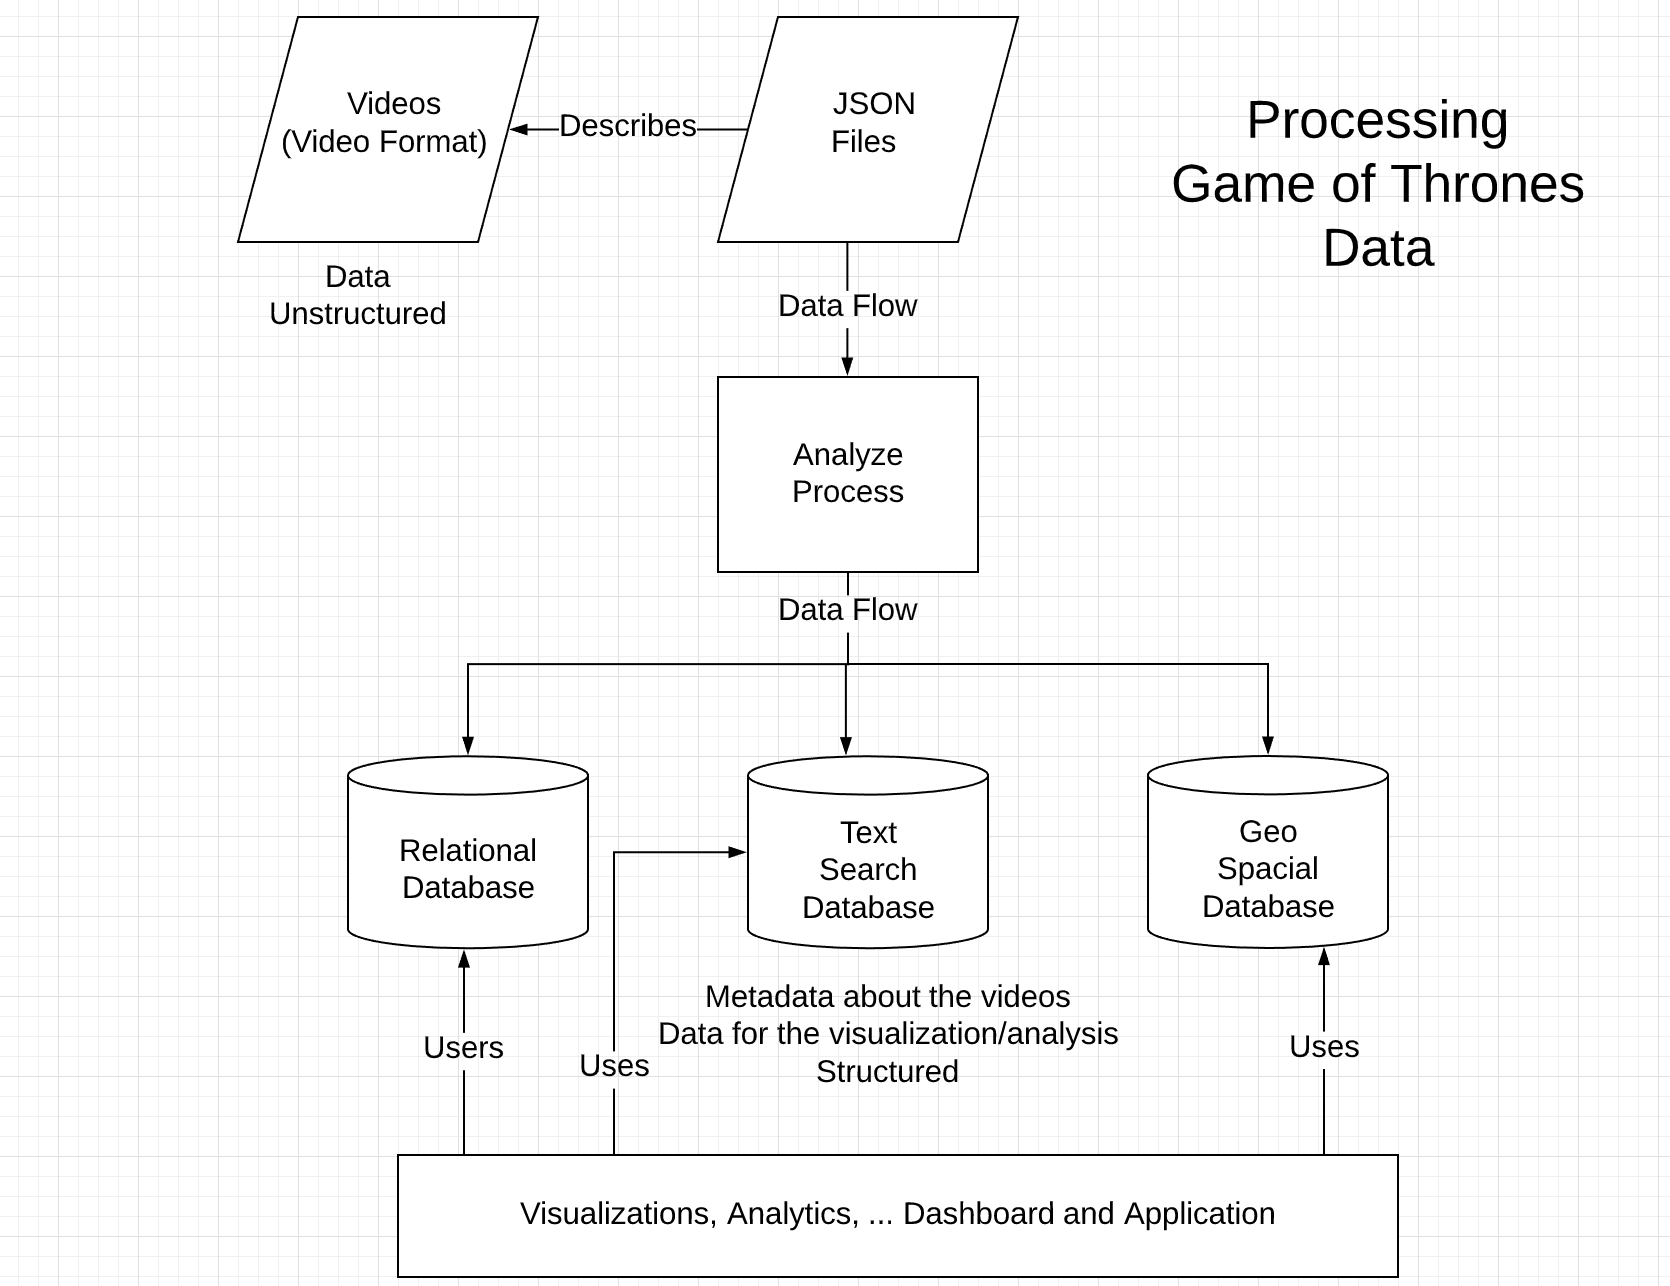 Videos
(Video Format)
Describes
JSON
Files
Processing
Game of Thrones
Data
Data
Unstructured
Data Flow
Analyze
Process
Data Flow
Relational
Database
Text
Search
Database
Geo
Spacial
Database
Metadata about the videos
Data for the visualization/analysis
Structured
Users
Uses
Uses
Visualizations, Analytics, ... Dashboard and Application